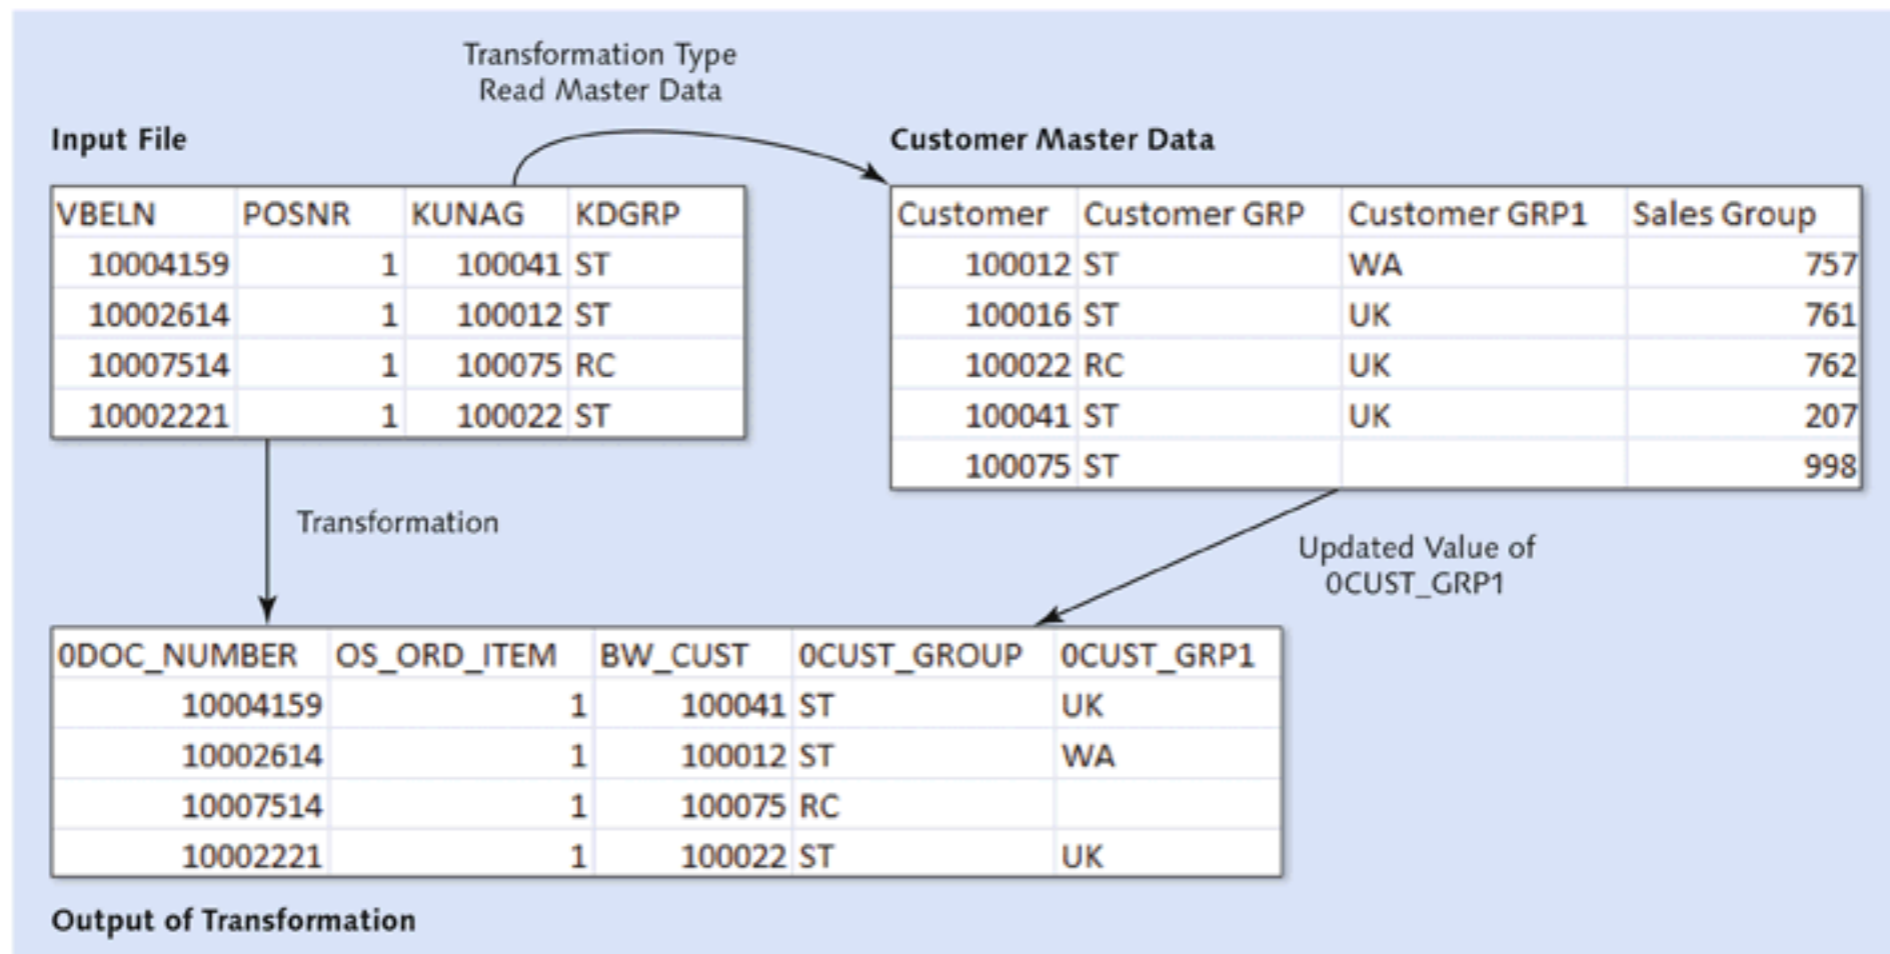 Transformation Type
Read Master Data
Input File
Customer Master Data
VBELN POSNR KUNAG KDGRP
10004159 1 100041 ST
10002614 1 100012 ST
10007514 1 100075 RC
10002221 1 100022 ST
Customer Customer GRP Customer GRP1 Sales Group
100012 ST WA 757
100016 ST UK 761
100022 RC UK 762
100041 ST UK 207
100075 ST 998
Transformation
Updated Value of
0CUST_GRP1
0DOC_NUMBER OS_ORD_ITEM BW_CUST 0CUST_GROUP 0CUST_GRP1
10004159 1 100041 ST UK
10002614 1 100012 ST WA
10007514 1 100075 RC
10002221 1 100022 ST UK
Output of Transformation